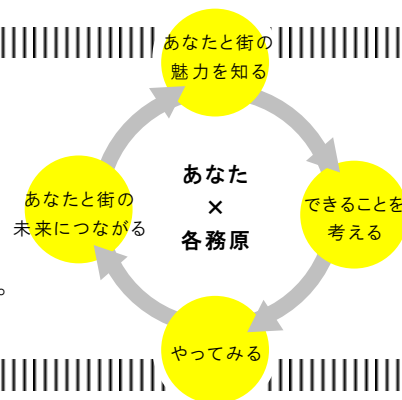 あなたと街の
魅力を知る
できることを
考える
やってみる
あなたと街の
未来につながる
あなた
×
各務原
。